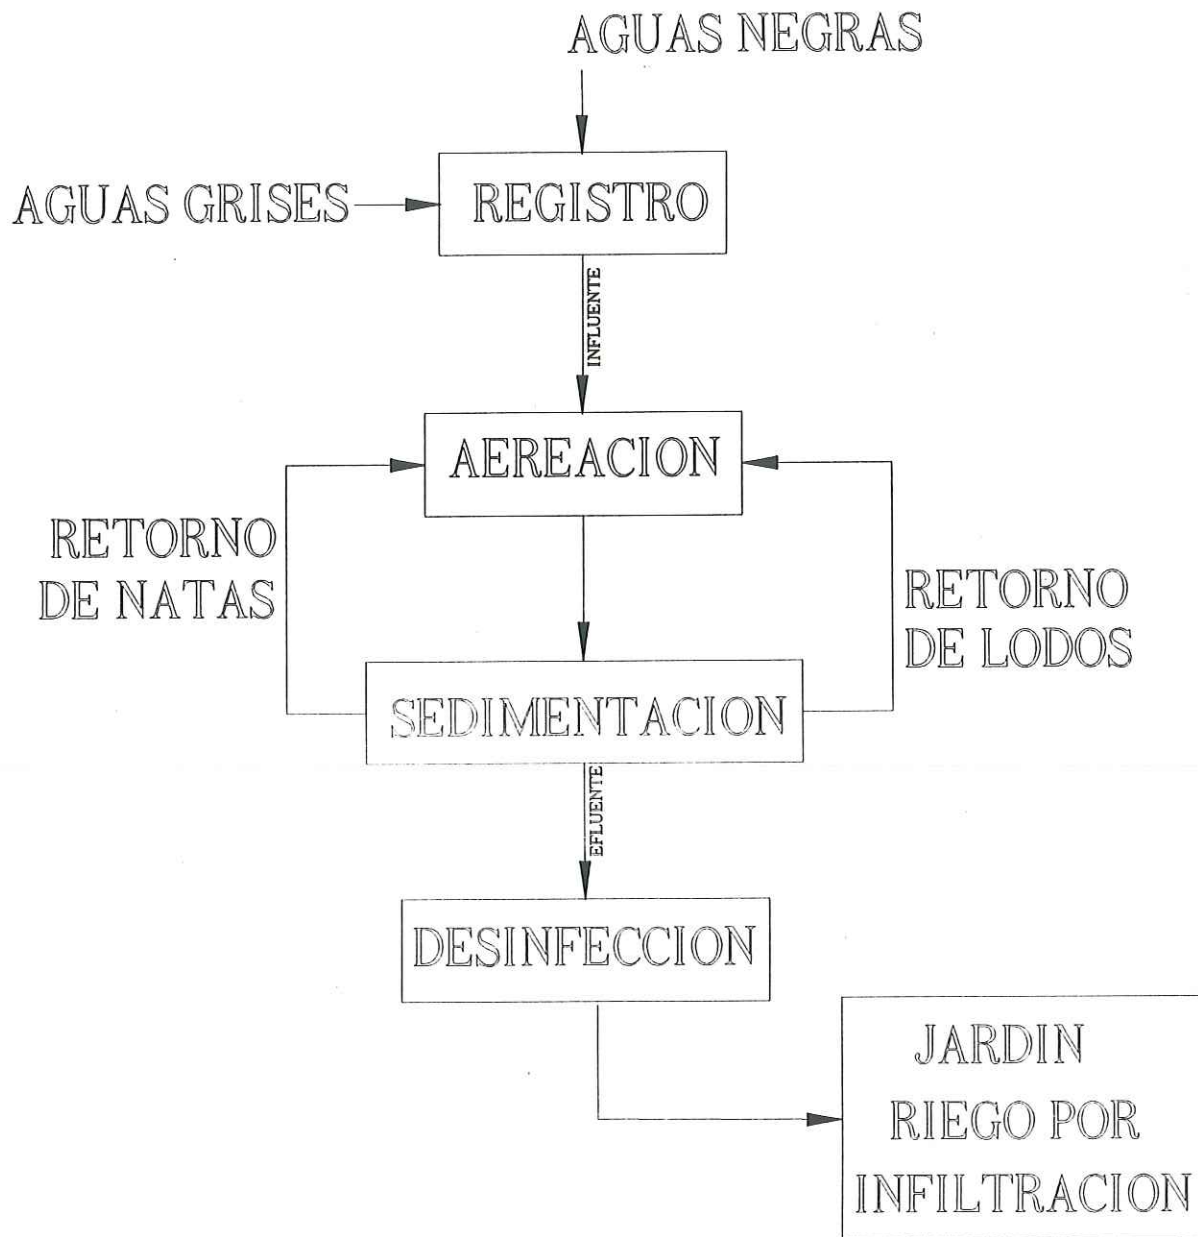 AGUAS NEGRAS
AGUAS GRISES
REGISTRO
INFLUENTE
AEREACION
RETORNO
DE NATAS
RETORNO
DE LODOS
SEDIMENTACION
EFLUENTE
DESINFECCION
JARDIN
RIEGO POR
INFILTRACION